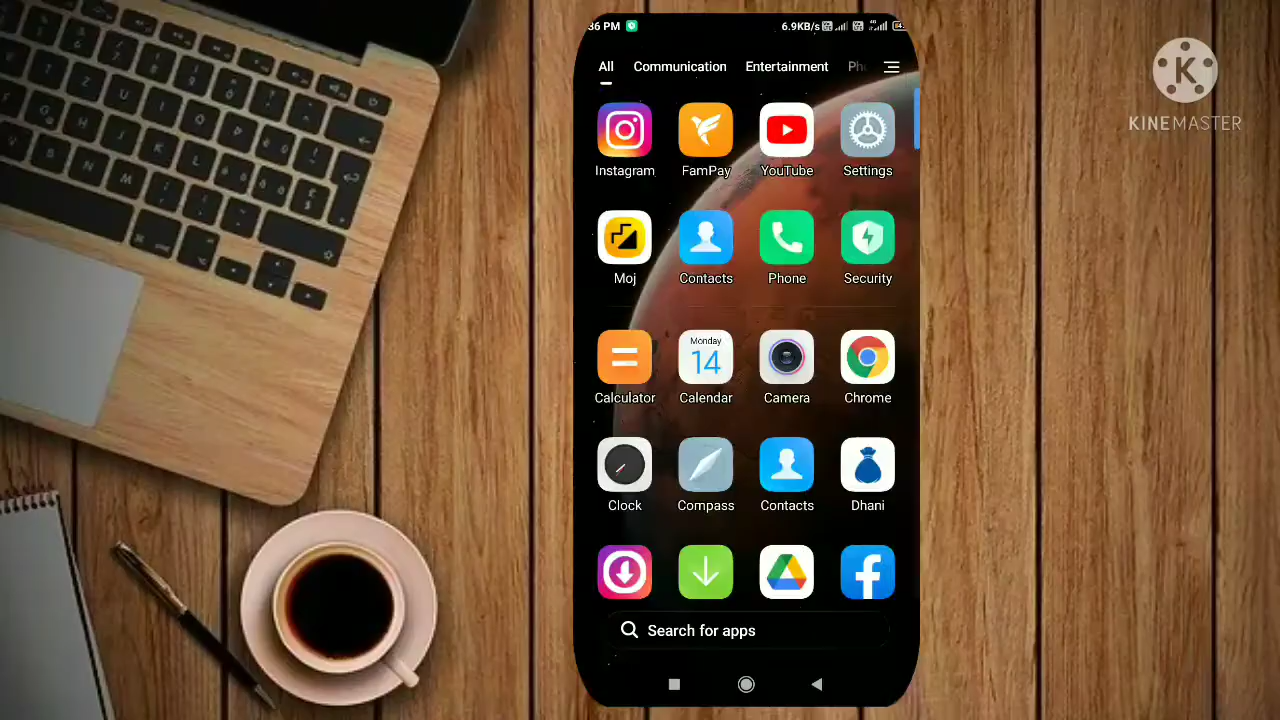 36 PM 6.9KB/s
All Communication Entertainment Ph
Instagram FamPay YouTube Settings
Moj Contacts Phone Security
Monday
14
Calculator Calendar Camera Chrome
Clock Compass Contacts Dhani
Search for apps
K
KINEMASTER